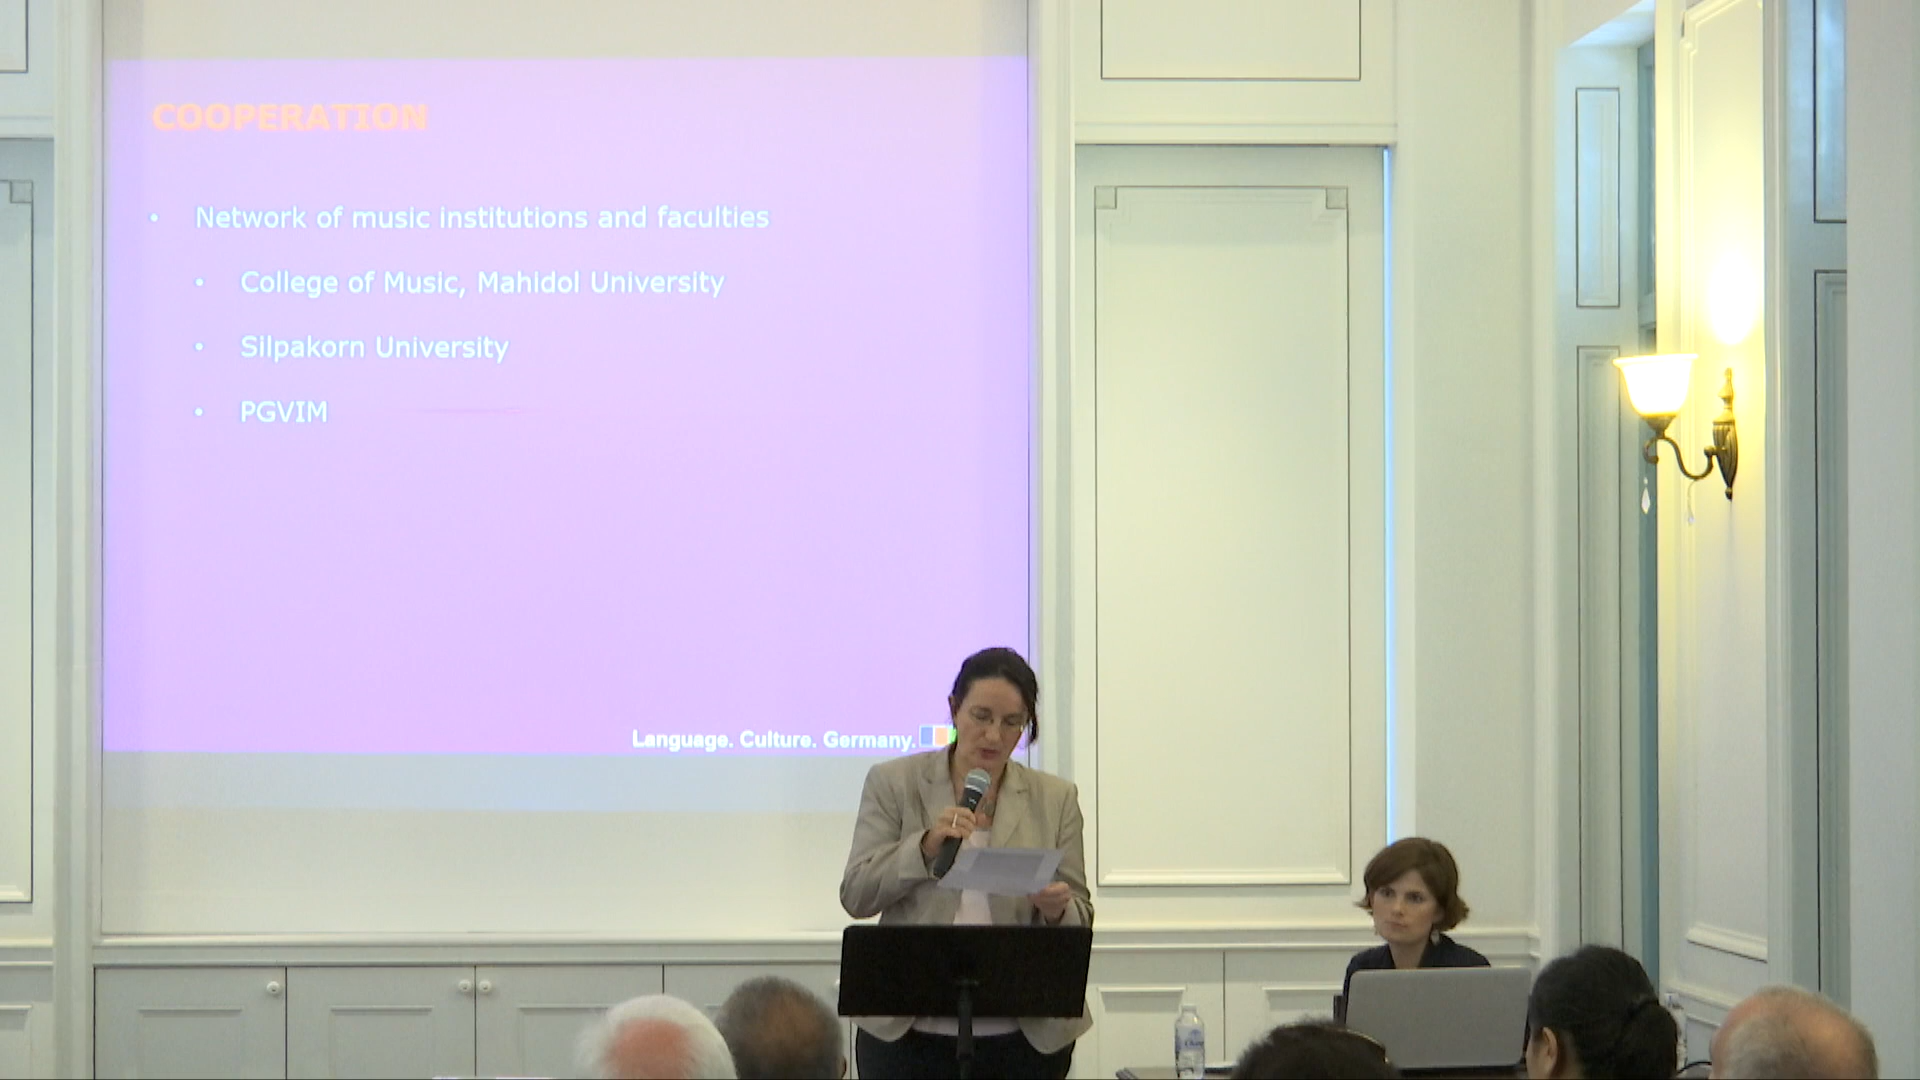 COOPERATION
• Network of music institutions and faculties
• College of Music, Mahidol University
• Silpakorn University
• PGVIM
Language. Culture. Germany.